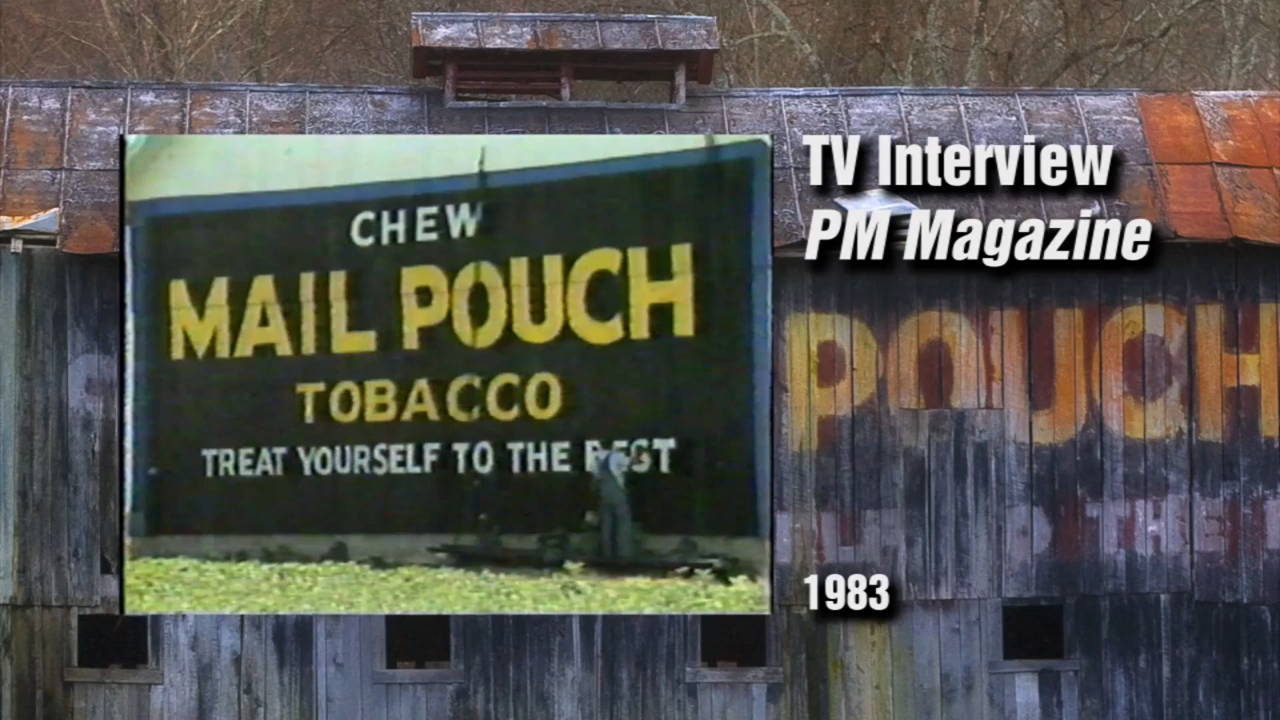 CHEW
MAIL POUCH
TOBACCO
TREAT YOURSELF TO THE BEST
TV Interview
PM Magazine
POUCH
1983